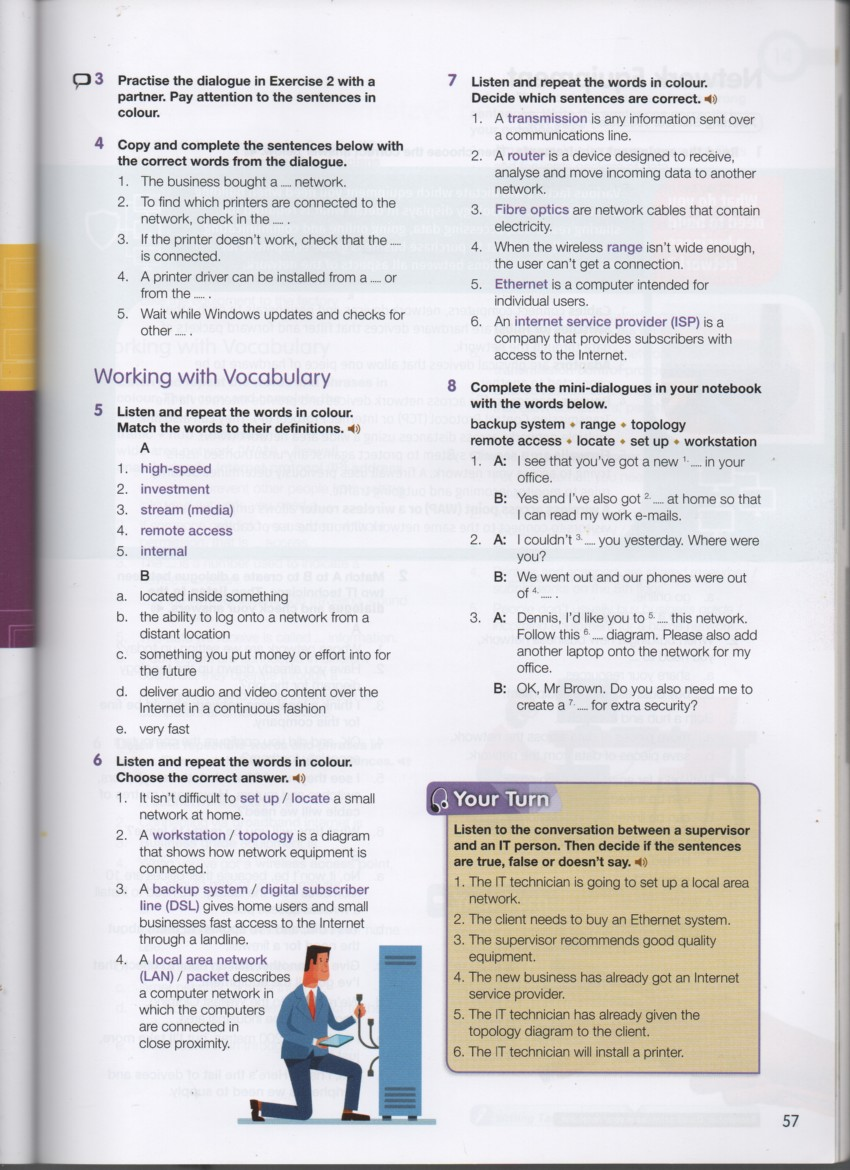 3 Practise the dialogue in Exercise 2 with a
partner. Pay attention to the sentences in
colour.
4 Copy and complete the sentences below with
the correct words from the dialogue.
1. The business bought a .... network.
2. To find which printers are connected to the
network, check in the .... .
3. If the printer doesn't work, check that the ....
is connected.
4. A printer driver can be installed from a .... or
from the .... .
5. Wait while Windows updates and checks for
other .... .
Working with Vocabulary
5 Listen and repeat the words in colour.
Match the words to their definitions.
A
1. high-speed
2. investment
3. stream (media)
4. remote access
5. internal
B
a. located inside something
b. the ability to log onto a network from a
distant location
c. something you put money or effort into for
the future
d. deliver audio and video content over the
Internet in a continuous fashion
e. very fast
6 Listen and repeat the words in colour.
Choose the correct answer.
1. It isn't difficult to set up / locate a small
network at home.
2. A workstation / topology is a diagram
that shows how network equipment is
connected.
3. A backup system / digital subscriber
line (DSL) gives home users and small
businesses fast access to the Internet
through a landline.
4. A local area network
(LAN) / packet describes
a computer network in
which the computers
are connected in
close proximity.
7 Listen and repeat the words in colour.
Decide which sentences are correct.
1. A transmission is any information sent over
a communications line.
2. A router is a device designed to receive,
analyse and move incoming data to another
network.
3. Fibre optics are network cables that contain
electricity.
4. When the wireless range isn't wide enough,
the user can't get a connection.
5. Ethernet is a computer intended for
individual users.
6. An internet service provider (ISP) is a
company that provides subscribers with
access to the Internet.
8 Complete the mini-dialogues in your notebook
with the words below.
backup system • range • topology
remote access • locate • set up • workstation
1. A: I see that you've got a new 1. .... in your
office.
B: Yes and I've also got 2. .... at home so that
I can read my work e-mails.
2. A: I couldn't 3. .... you yesterday. Where were
you?
B: We went out and our phones were out
of 4. .... .
3. A: Dennis, I'd like you to 5. .... this network.
Follow this 6. .... diagram. Please also add
another laptop onto the network for my
office.
B: OK, Mr Brown. Do you also need me to
create a 7. .... for extra security?
Your Turn
Listen to the conversation between a supervisor
and an IT person. Then decide if the sentences
are true, false or doesn't say.
1. The IT technician is going to set up a local area
network.
2. The client needs to buy an Ethernet system.
3. The supervisor recommends good quality
equipment.
4. The new business has already got an Internet
service provider.
5. The IT technician has already given the
topology diagram to the client.
6. The IT technician will install a printer.
57